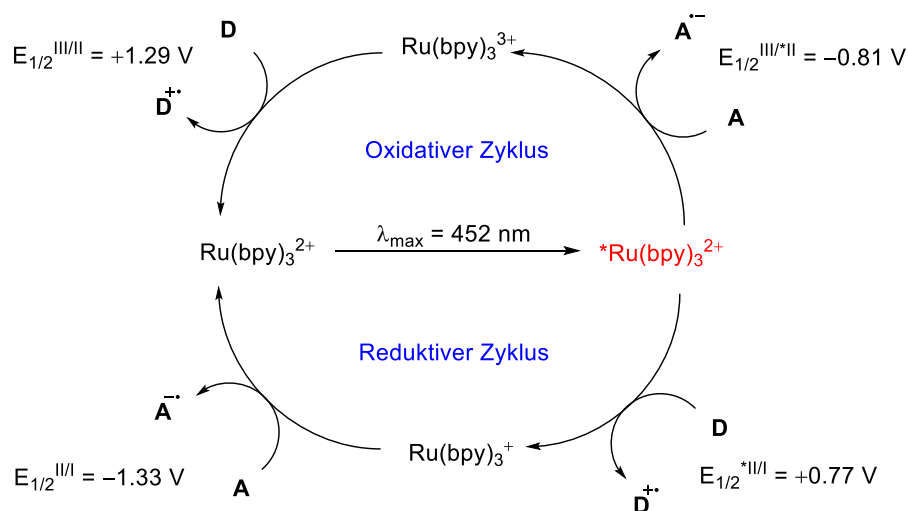 D
Ru(bpy)₃³⁺
A•−
E₁/₂ᴵᴵᴵ/ᴵᴵ = +1.29 V
E₁/₂ᴵᴵᴵ/*ᴵᴵ = −0.81 V
D+•
A
Oxidativer Zyklus
Ru(bpy)₃²⁺
λmax = 452 nm
*Ru(bpy)₃²⁺
Reduktiver Zyklus
A−•
D
Ru(bpy)₃⁺
E₁/₂ᴵᴵ/ᴵ = −1.33 V
A
E₁/₂*ᴵᴵ/ᴵ = +0.77 V
D+•